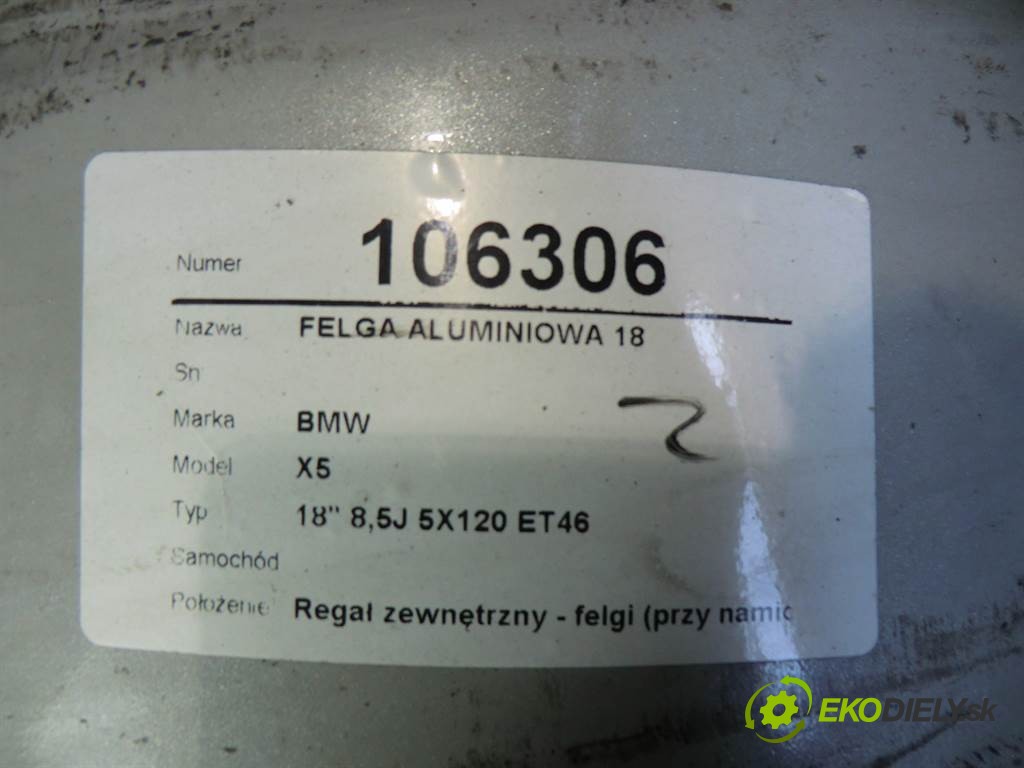 Numer 106306
Nazwa FELGA ALUMINIOWA 18
Sn
Marka BMW
Model X5
Typ 18" 8,5J 5X120 ET46
Samochód
Położenie Regał zewnętrzny - felgi (przy namio
2
EKODIELY.sk